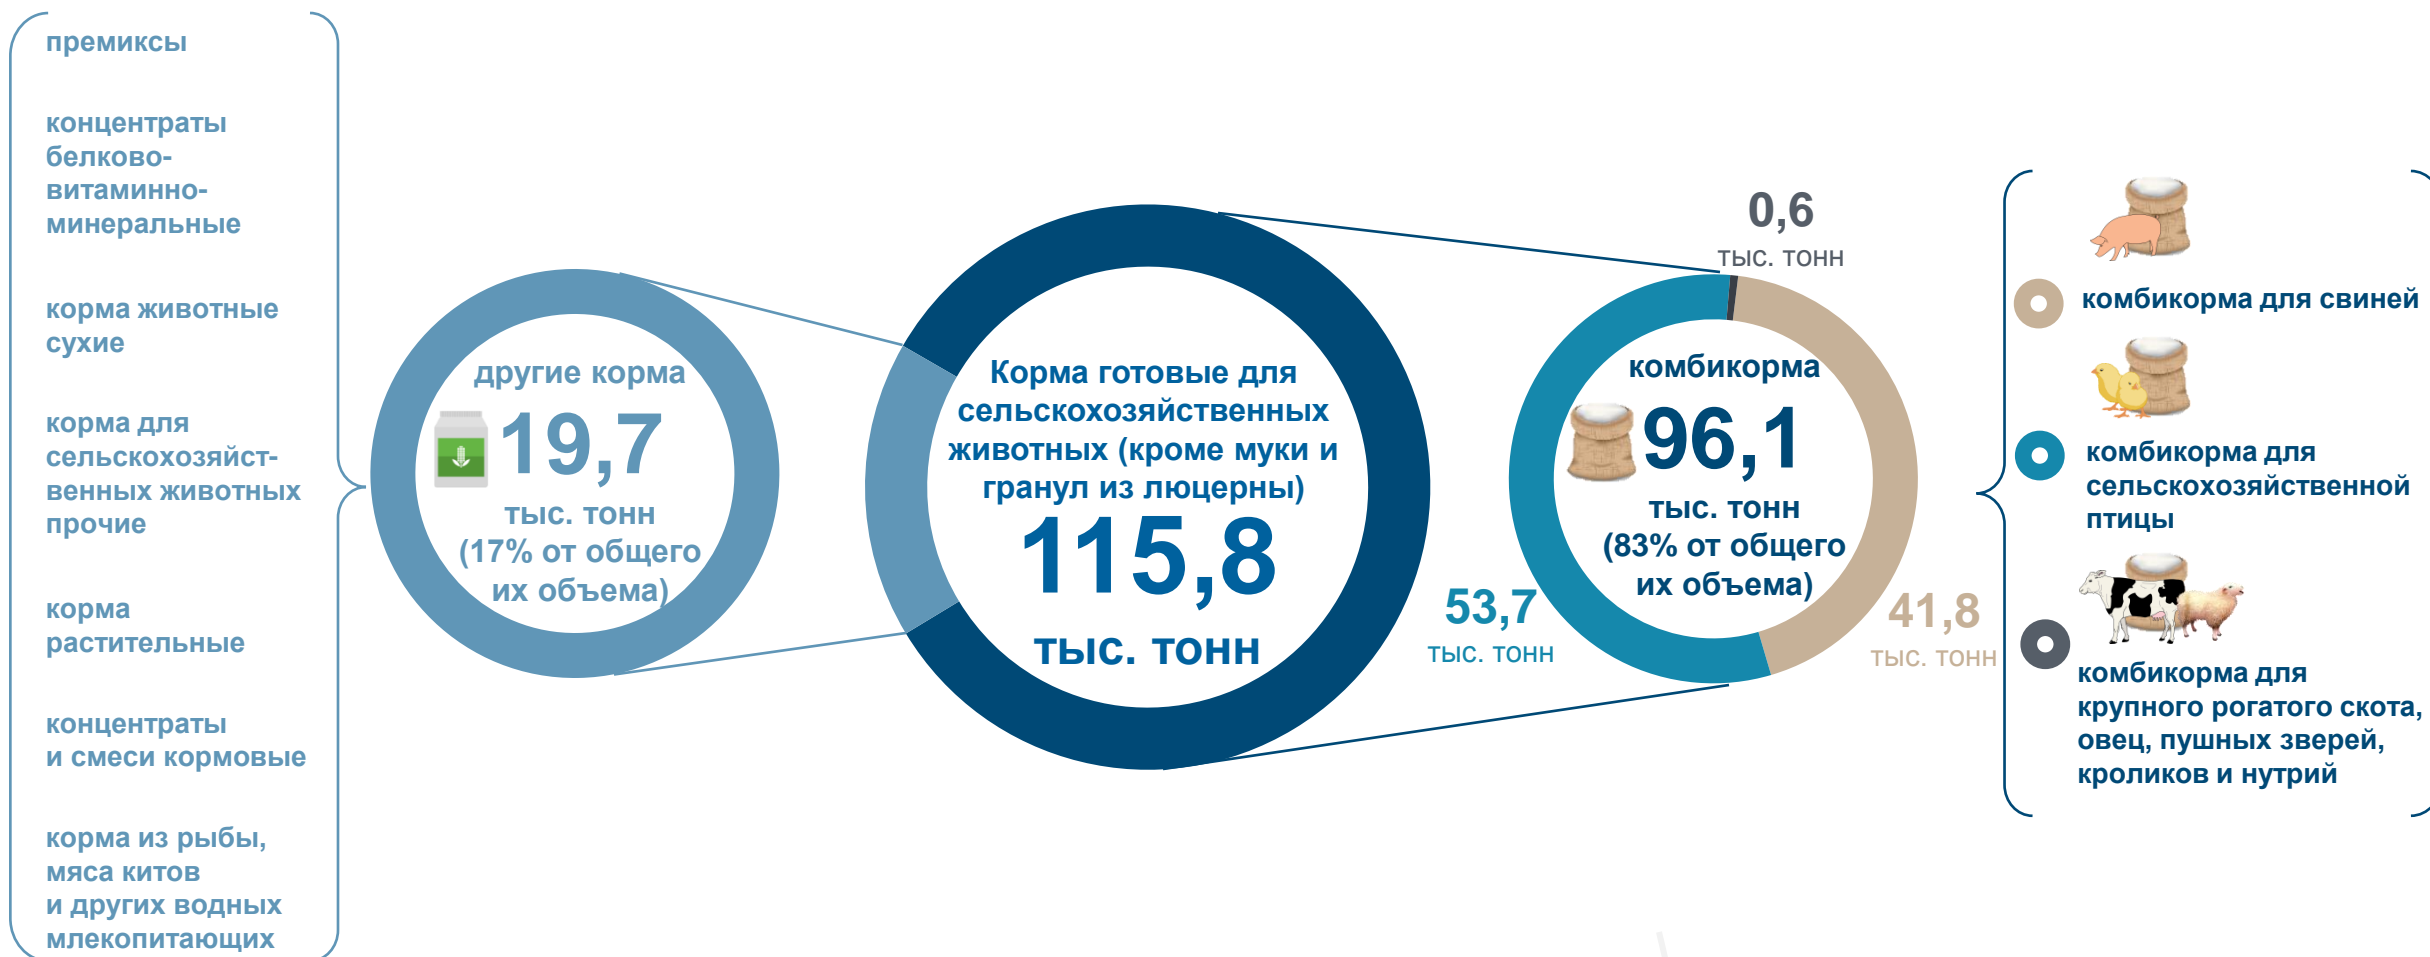 премиксы
концентраты
белково-
витаминно-
минеральные
корма животные
сухие
корма для
сельскохозяйст-
венных животных
прочие
корма
растительные
концентраты
и смеси кормовые
корма из рыбы,
мяса китов
и других водных
млекопитающих
другие корма
19,7
тыс. тонн
(17% от общего
их объема)
Корма готовые для
сельскохозяйственных
животных (кроме муки и
гранул из люцерны)
115,8
тыс. тонн
0,6
тыс. тонн
комбикорма
96,1
тыс. тонн
(83% от общего
их объема)
53,7
тыс. тонн
41,8
тыс. тонн
комбикорма для свиней
комбикорма для
сельскохозяйственной
птицы
комбикорма для
крупного рогатого скота,
овец, пушных зверей,
кроликов и нутрий